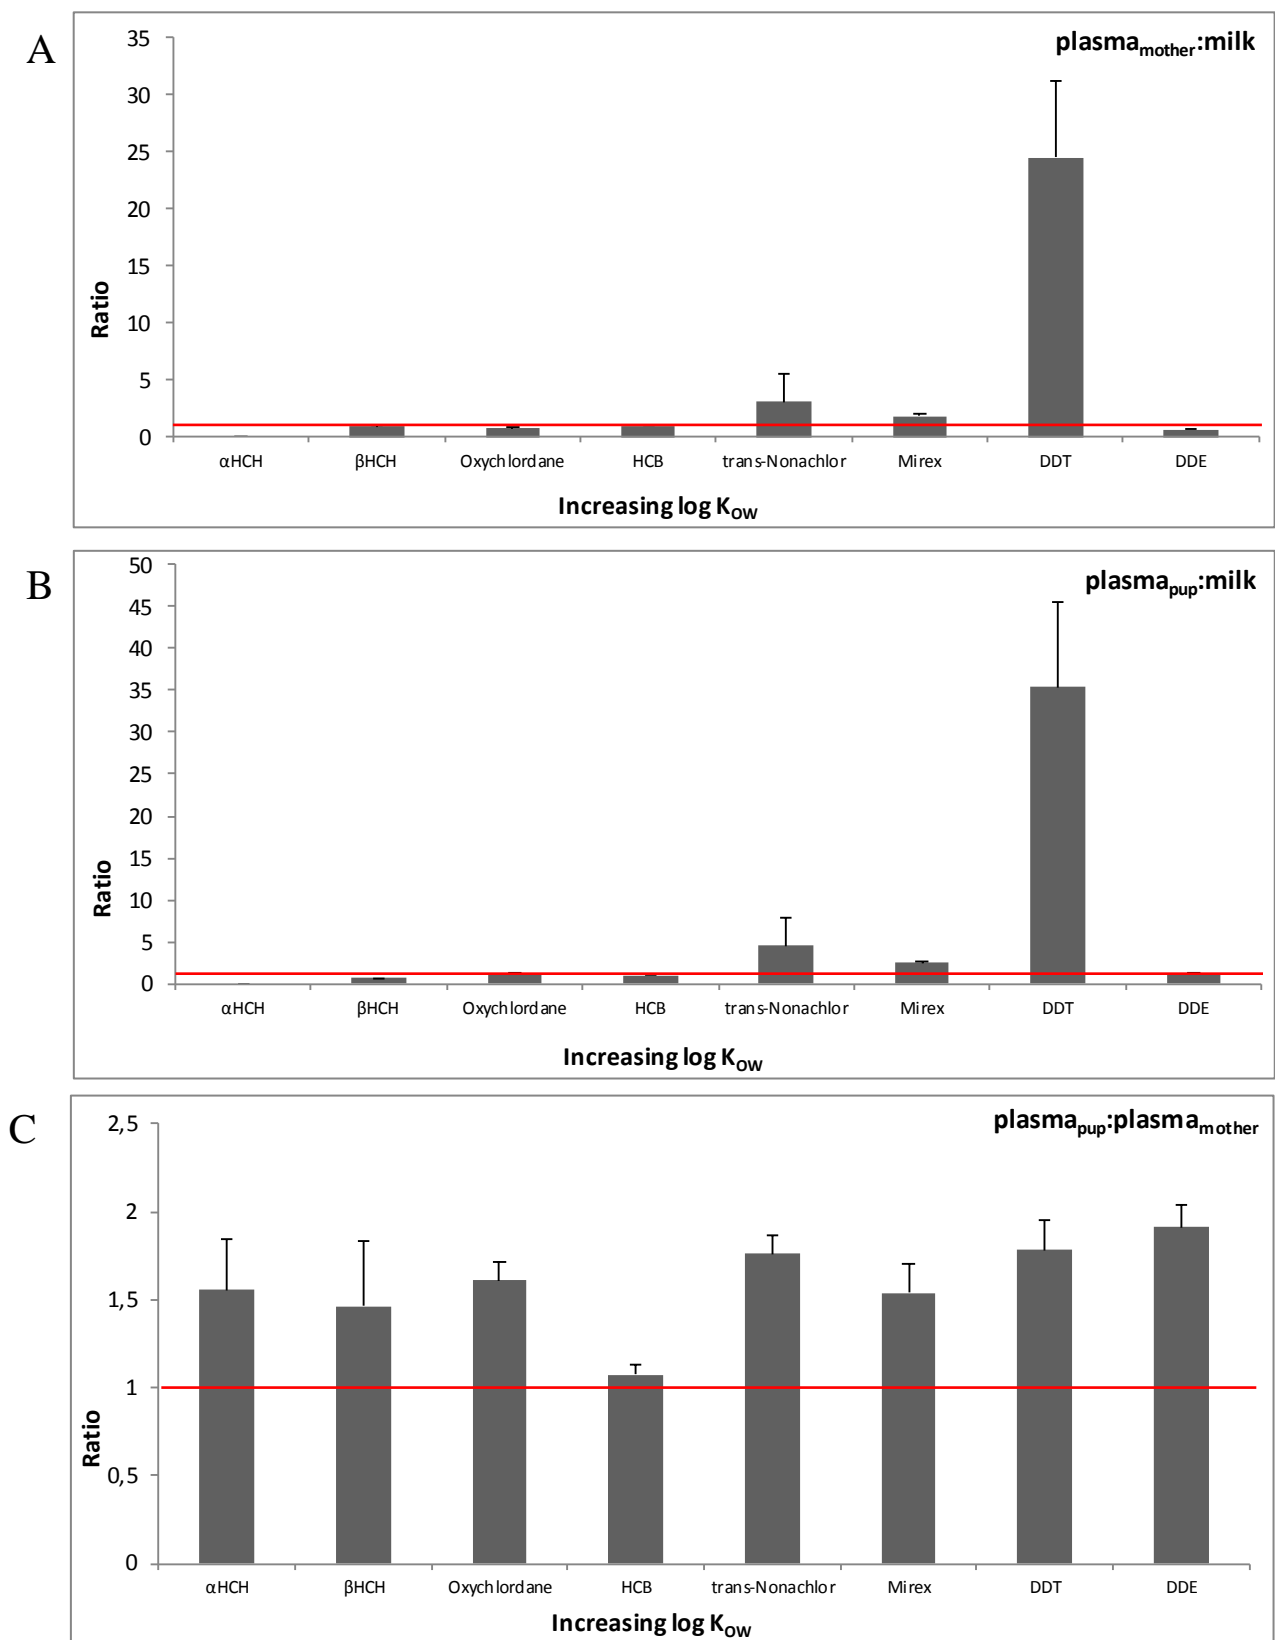 A
plasmamother:milk
35
30
25
20
15
10
5
0
Ratio
αHCH βHCH Oxychlordane HCB trans-Nonachlor Mirex DDT DDE
Increasing log KOW
B
plasmapup:milk
50
45
40
35
30
25
20
15
10
5
0
Ratio
αHCH βHCH Oxychlordane HCB trans-Nonachlor Mirex DDT DDE
Increasing log KOW
C
plasmapup:plasmamother
2,5
2
1,5
1
0,5
0
Ratio
αHCH βHCH Oxychlordane HCB trans-Nonachlor Mirex DDT DDE
Increasing log KOW